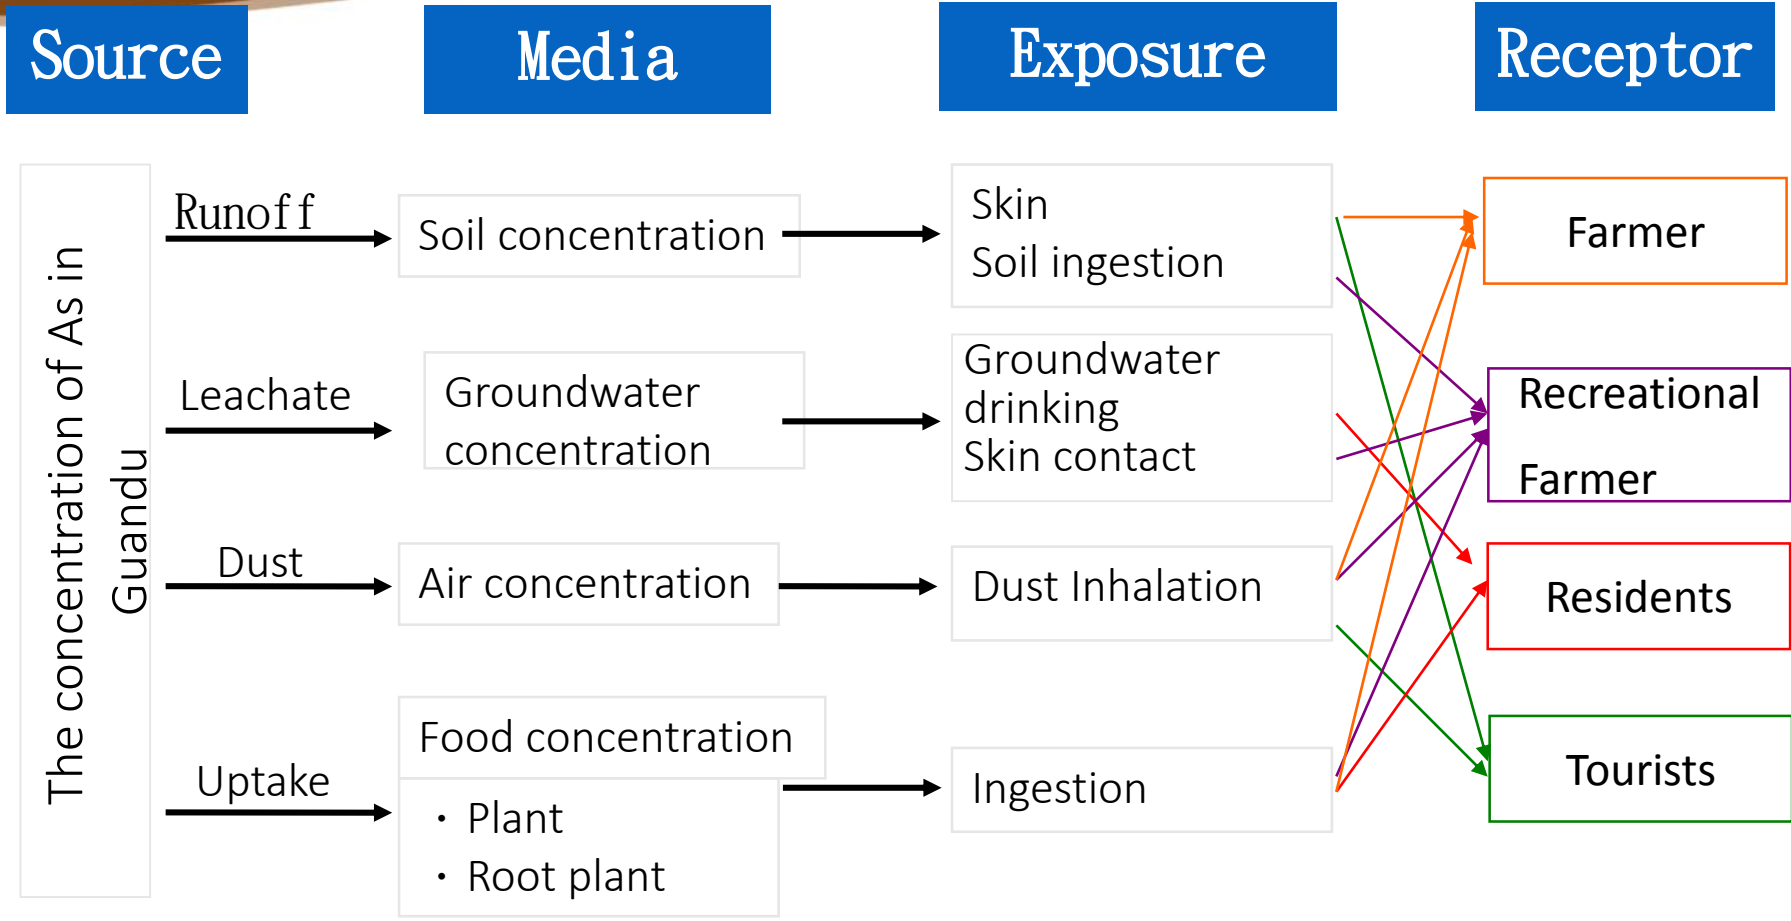 Source
Media
Exposure
Receptor
The concentration of As in
Guandu
Runoff
Soil concentration
Skin
Soil ingestion
Farmer
Leachate
Groundwater
concentration
Groundwater
drinking
Skin contact
Recreational
Farmer
Dust
Air concentration
Dust Inhalation
Residents
Uptake
Food concentration
・Plant
・Root plant
Ingestion
Tourists